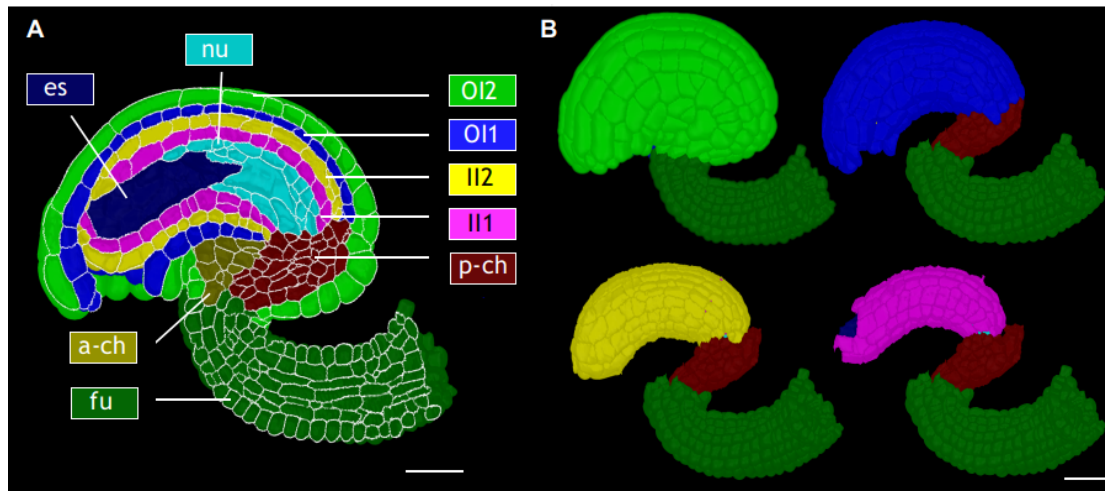 A
B
nu
es
OI2
OI1
II2
II1
p-ch
a-ch
fu